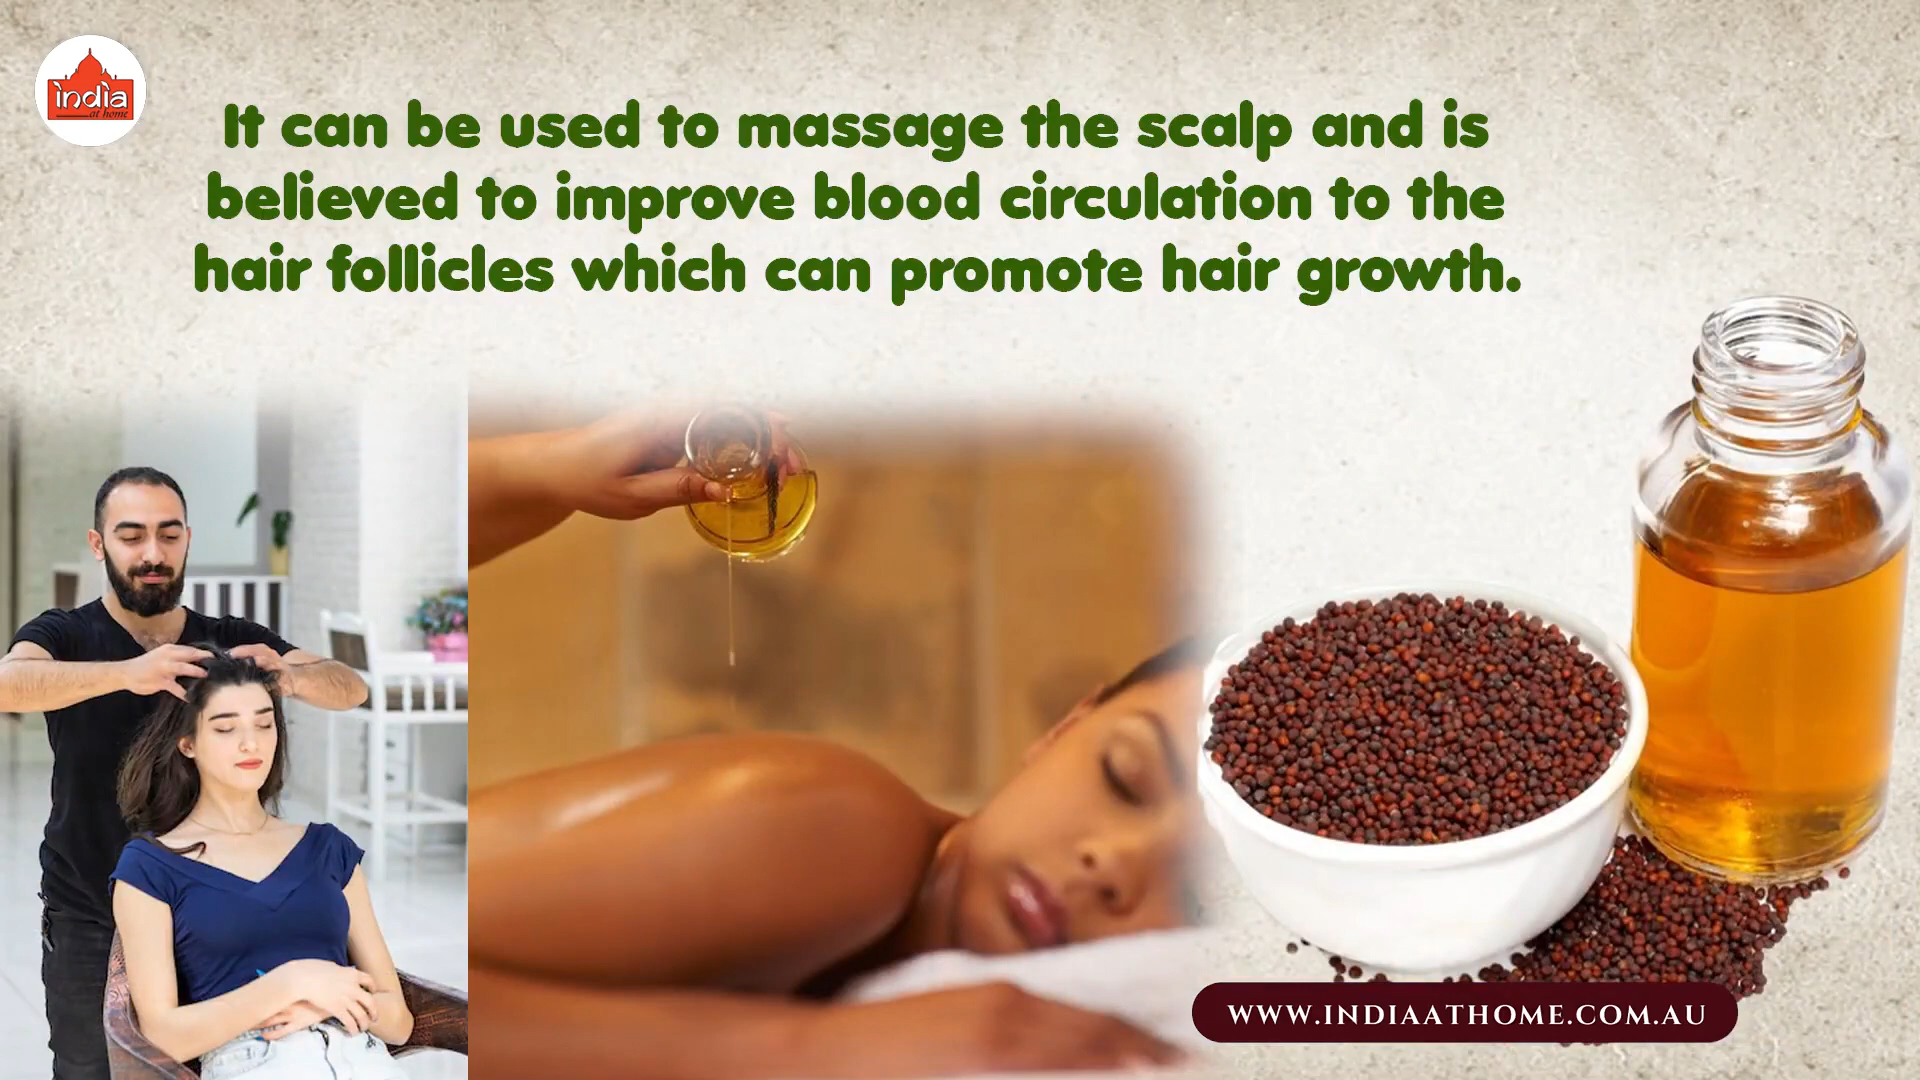 india
at home
It can be used to massage the scalp and is
believed to improve blood circulation to the
hair follicles which can promote hair growth.
WWW.INDIAATHOME.COM.AU